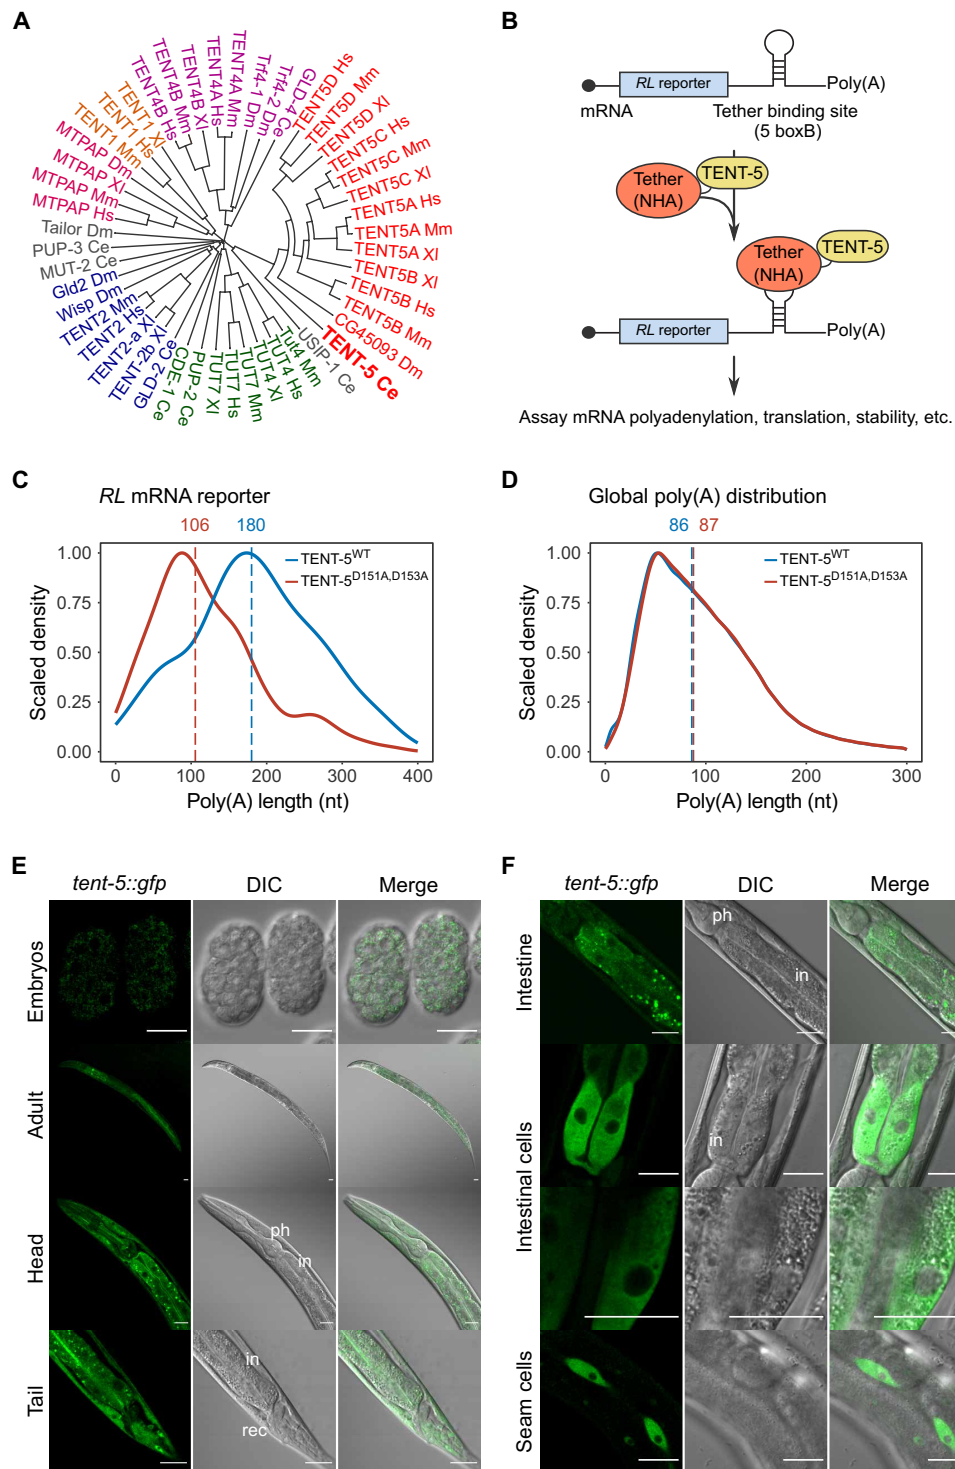 A
TENT4B Hs
TENT4B Mm
TENT4B Xl
TENT4A Hs
TENT4A Mm
Trf4-1 Dm
Trf4-2 Dm
GLD-4 Ce
TENT5D Hs
TENT5D Mm
TENT5D Xl
TENT5C Hs
TENT5C Mm
TENT5C Xl
TENT5A Hs
TENT5A Mm
TENT5A Xl
TENT5B Xl
TENT5B Hs
TENT5B Mm
CG45093 Dm
TENT-5 Ce
USIP-1 Ce
Tut4 Mm
TUT4 Hs
TUT4 Xl
TUT7 Mm
TUT7 Hs
TUT7 Xl
PUP-2 Ce
CDE-1 Ce
GLD-2 Ce
TENT-2b Xl
TENT2-a Xl
TENT2 Hs
TENT2 Mm
Wisp Dm
Gld2 Dm
MUT-2 Ce
PUP-3 Ce
Tailor Dm
MTPAP Hs
MTPAP Mm
MTPAP Xl
MTPAP Dm
TENT1 Mm
TENT1 Hs
TENT1 Xl
B
RL reporter
Poly(A)
mRNA
Tether binding site
(5 boxB)
Tether
(NHA)
TENT-5
Tether
(NHA)
TENT-5
RL reporter
Poly(A)
Assay mRNA polyadenylation, translation, stability, etc.
C
RL mRNA reporter
106
180
1.00
0.75
0.50
0.25
0.00
Scaled density
TENT-5WT
TENT-5D151A,D153A
0
100
200
300
400
Poly(A) length (nt)
D
Global poly(A) distribution
86
87
1.00
0.75
0.50
0.25
0.00
Scaled density
TENT-5WT
TENT-5D151A,D153A
0
100
200
300
Poly(A) length (nt)
E
tent-5::gfp
DIC
Merge
Embryos
Adult
Head
ph
in
Tail
in
rec
F
tent-5::gfp
DIC
Merge
Intestine
ph
in
Intestinal cells
in
Seam cells